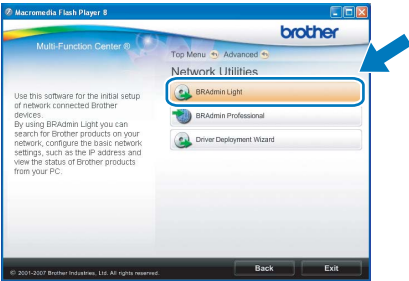 Macromedia Flash Player 8
brother
Multi-Function Center ®
Top Menu Advanced
Network Utilities
Use this software for the initial setup
of network connected Brother
devices.
By using BRAdmin Light you can
search for Brother products on your
network, configure the basic network
settings, such as the IP address and
view the status of Brother products
from your PC.
BRAdmin Light
BRAdmin Professional
Driver Deployment Wizard
© 2001-2007 Brother Industries, Ltd. All rights reserved.
Back
Exit